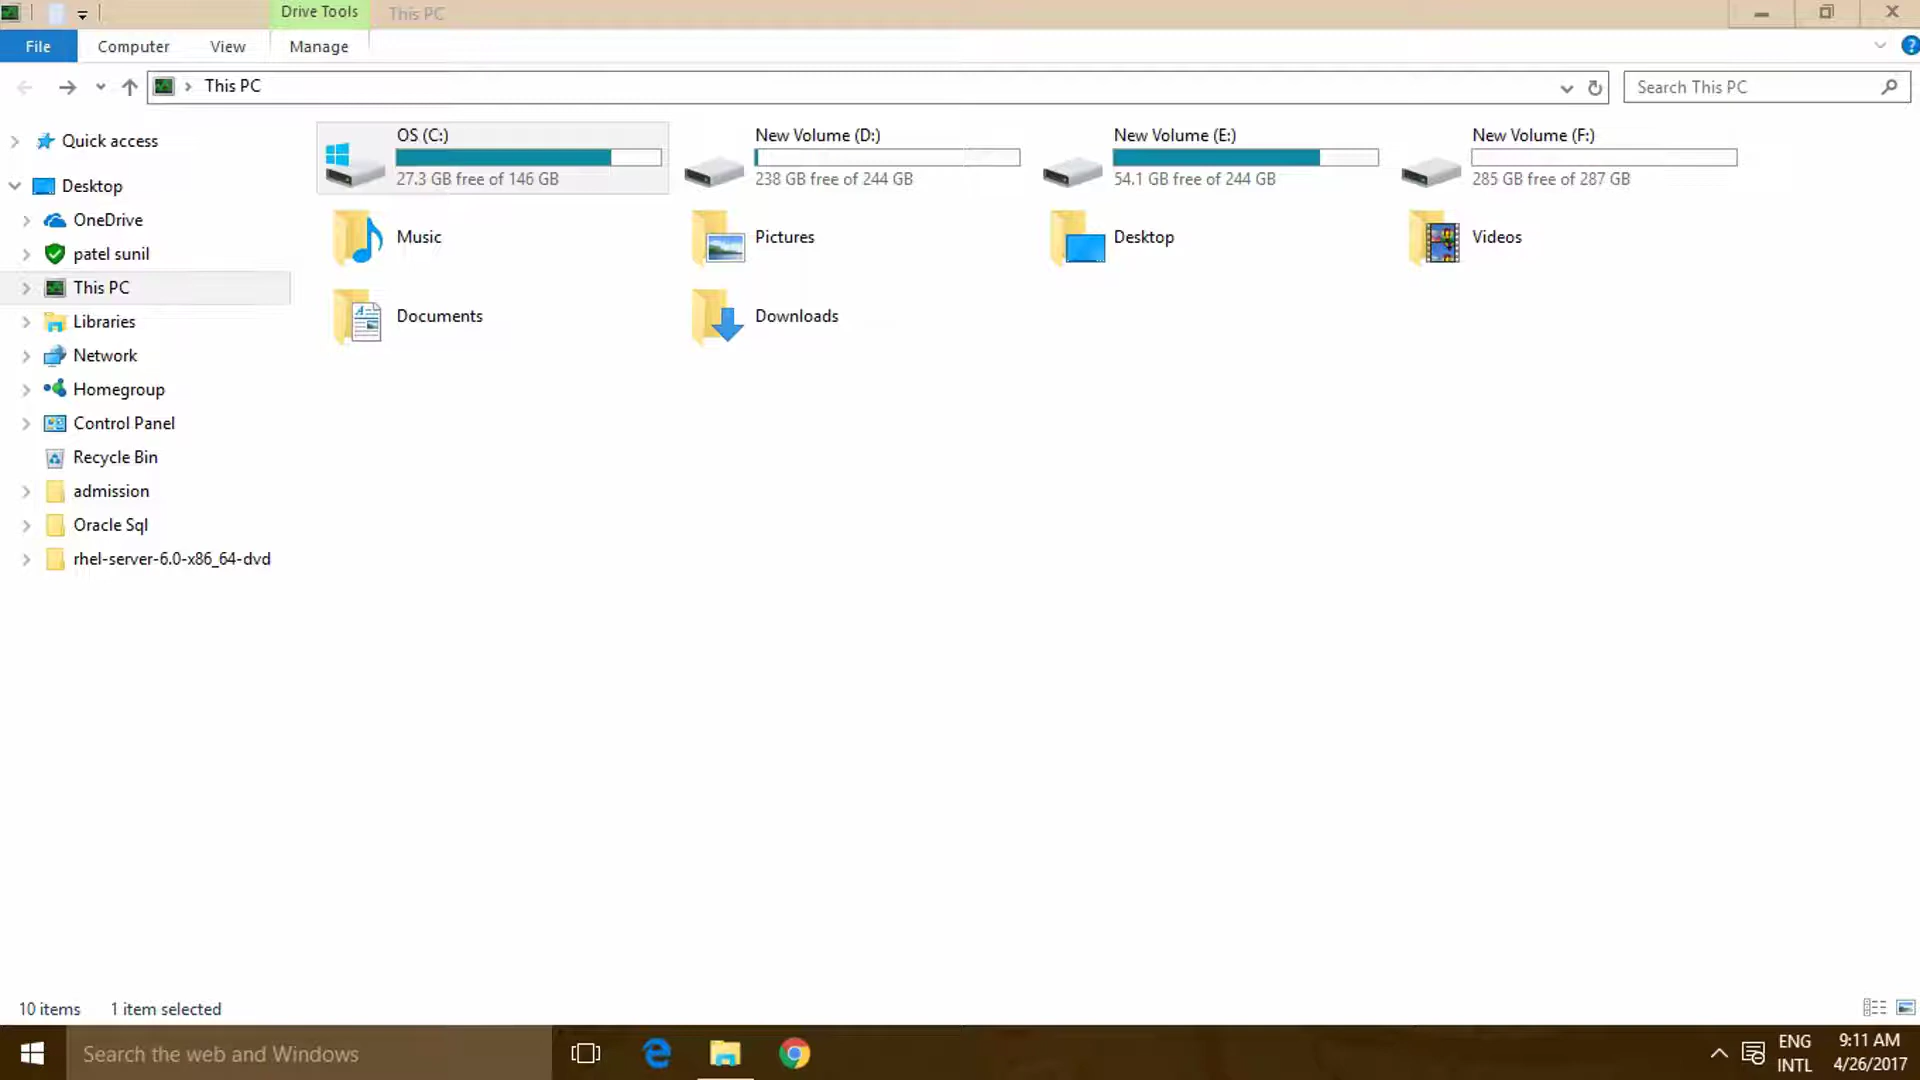 Drive Tools
This PC
File
Computer
View
Manage
This PC
Search This PC
Quick access
Desktop
OneDrive
patel sunil
This PC
Libraries
Network
Homegroup
Control Panel
Recycle Bin
admission
Oracle Sql
rhel-server-6.0-x86_64-dvd
OS (C:)
27.3 GB free of 146 GB
New Volume (D:)
238 GB free of 244 GB
New Volume (E:)
54.1 GB free of 244 GB
New Volume (F:)
285 GB free of 287 GB
Music
Pictures
Desktop
Videos
Documents
Downloads
10 items
1 item selected
Search the web and Windows
ENG
INTL
9:11 AM
4/26/2017